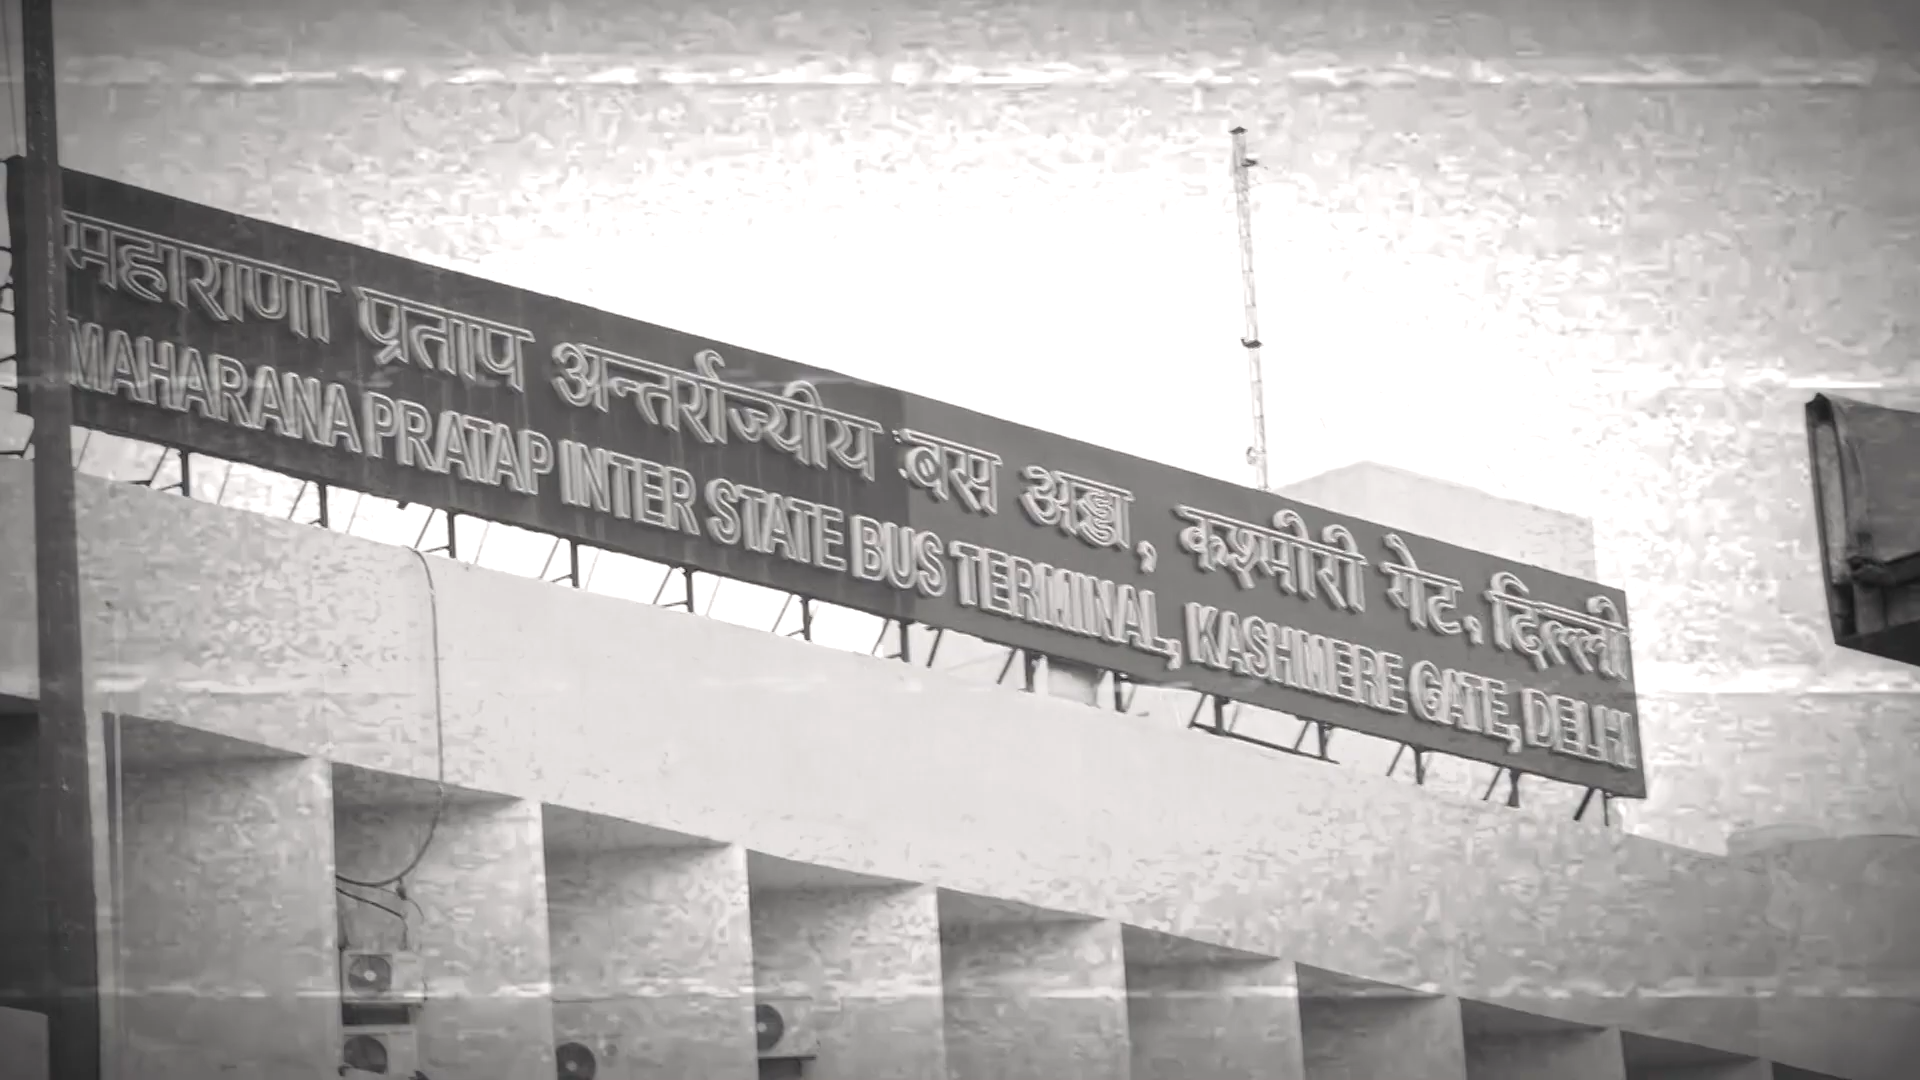 महाराणा प्रताप अन्तर्राज्यीय बस अड्डा, कश्मीरी गेट, दिल्ली
MAHARANA PRATAP INTER STATE BUS TERMINAL, KASHMERE GATE, DELHI